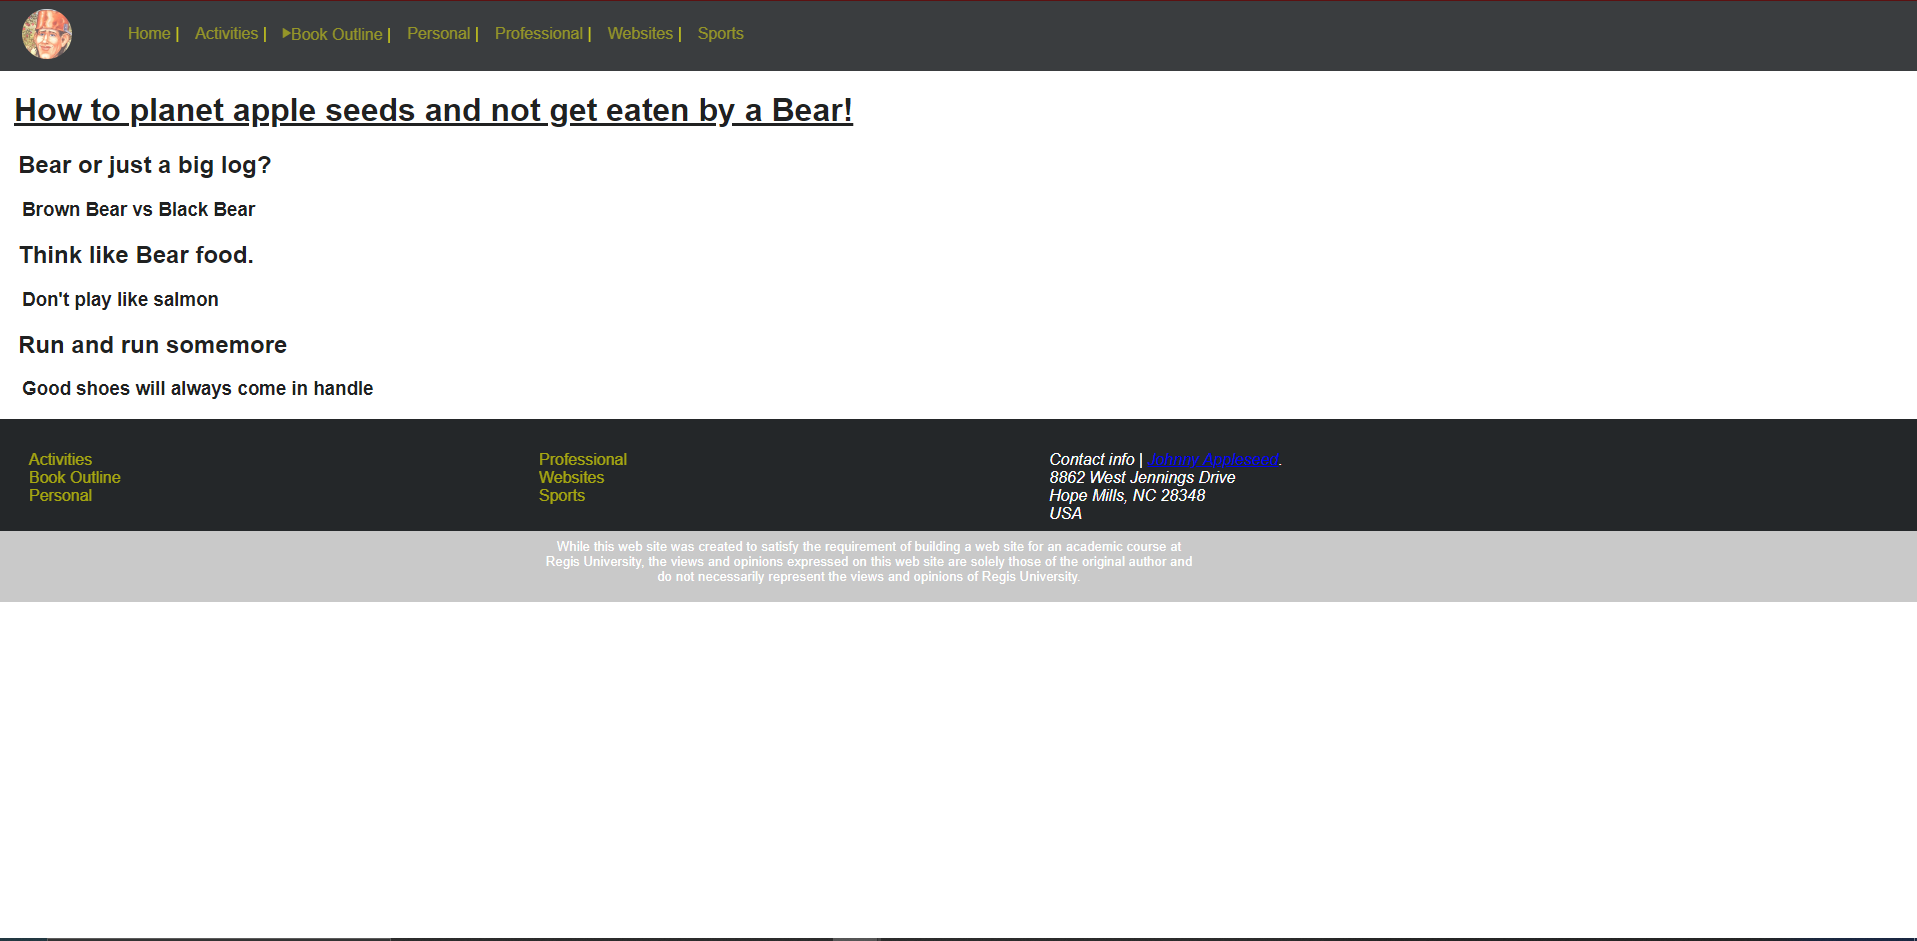 Home | Activities | Book Outline | Personal | Professional | Websites | Sports
How to planet apple seeds and not get eaten by a Bear!
Bear or just a big log?
Brown Bear vs Black Bear
Think like Bear food.
Don't play like salmon
Run and run somemore
Good shoes will always come in handle
Activities
Book Outline
Personal
Professional
Websites
Sports
Contact info | Johnny Appleseed.
8862 West Jennings Drive
Hope Mills, NC 28348
USA
While this web site was created to satisfy the requirement of building a web site for an academic course at
Regis University, the views and opinions expressed on this web site are solely those of the original author and
do not necessarily represent the views and opinions of Regis University.